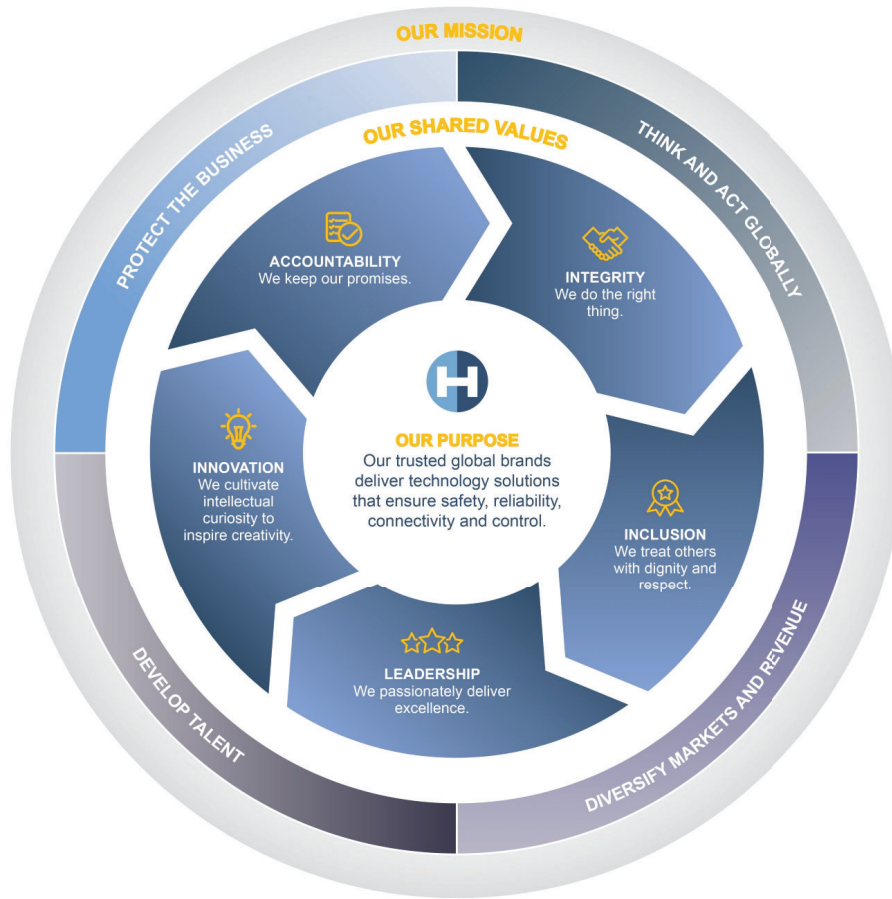 OUR MISSION
PROTECT THE BUSINESS
THINK AND ACT GLOBALLY
DIVERSIFY MARKETS AND REVENUE
DEVELOP TALENT
OUR SHARED VALUES
ACCOUNTABILITY
We keep our promises.
INTEGRITY
We do the right
thing.
INCLUSION
We treat others
with dignity and
respect.
LEADERSHIP
We passionately deliver
excellence.
INNOVATION
We cultivate
intellectual
curiosity to
inspire creativity.
H
OUR PURPOSE
Our trusted global brands
deliver technology solutions
that ensure safety, reliability,
connectivity and control.